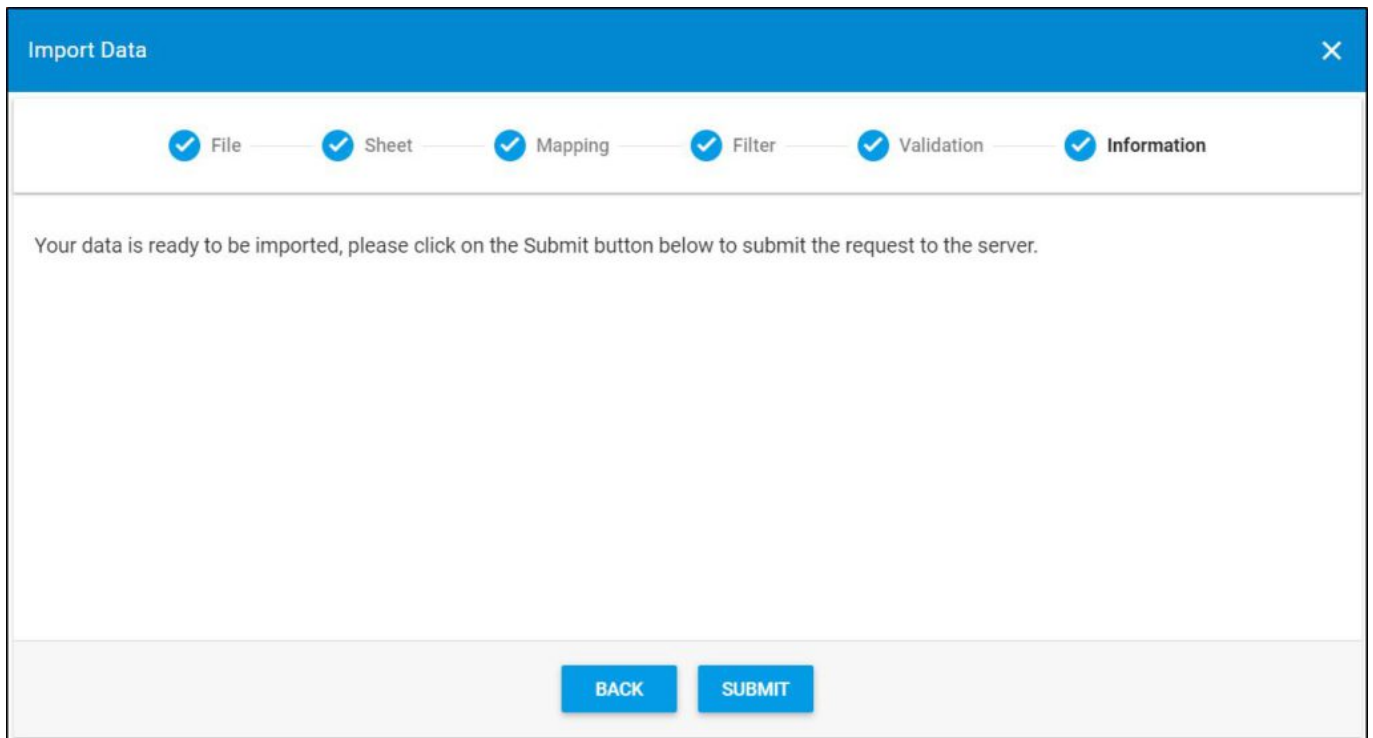 Import Data
File Sheet Mapping Filter Validation Information
Your data is ready to be imported, please click on the Submit button below to submit the request to the server.
BACK SUBMIT